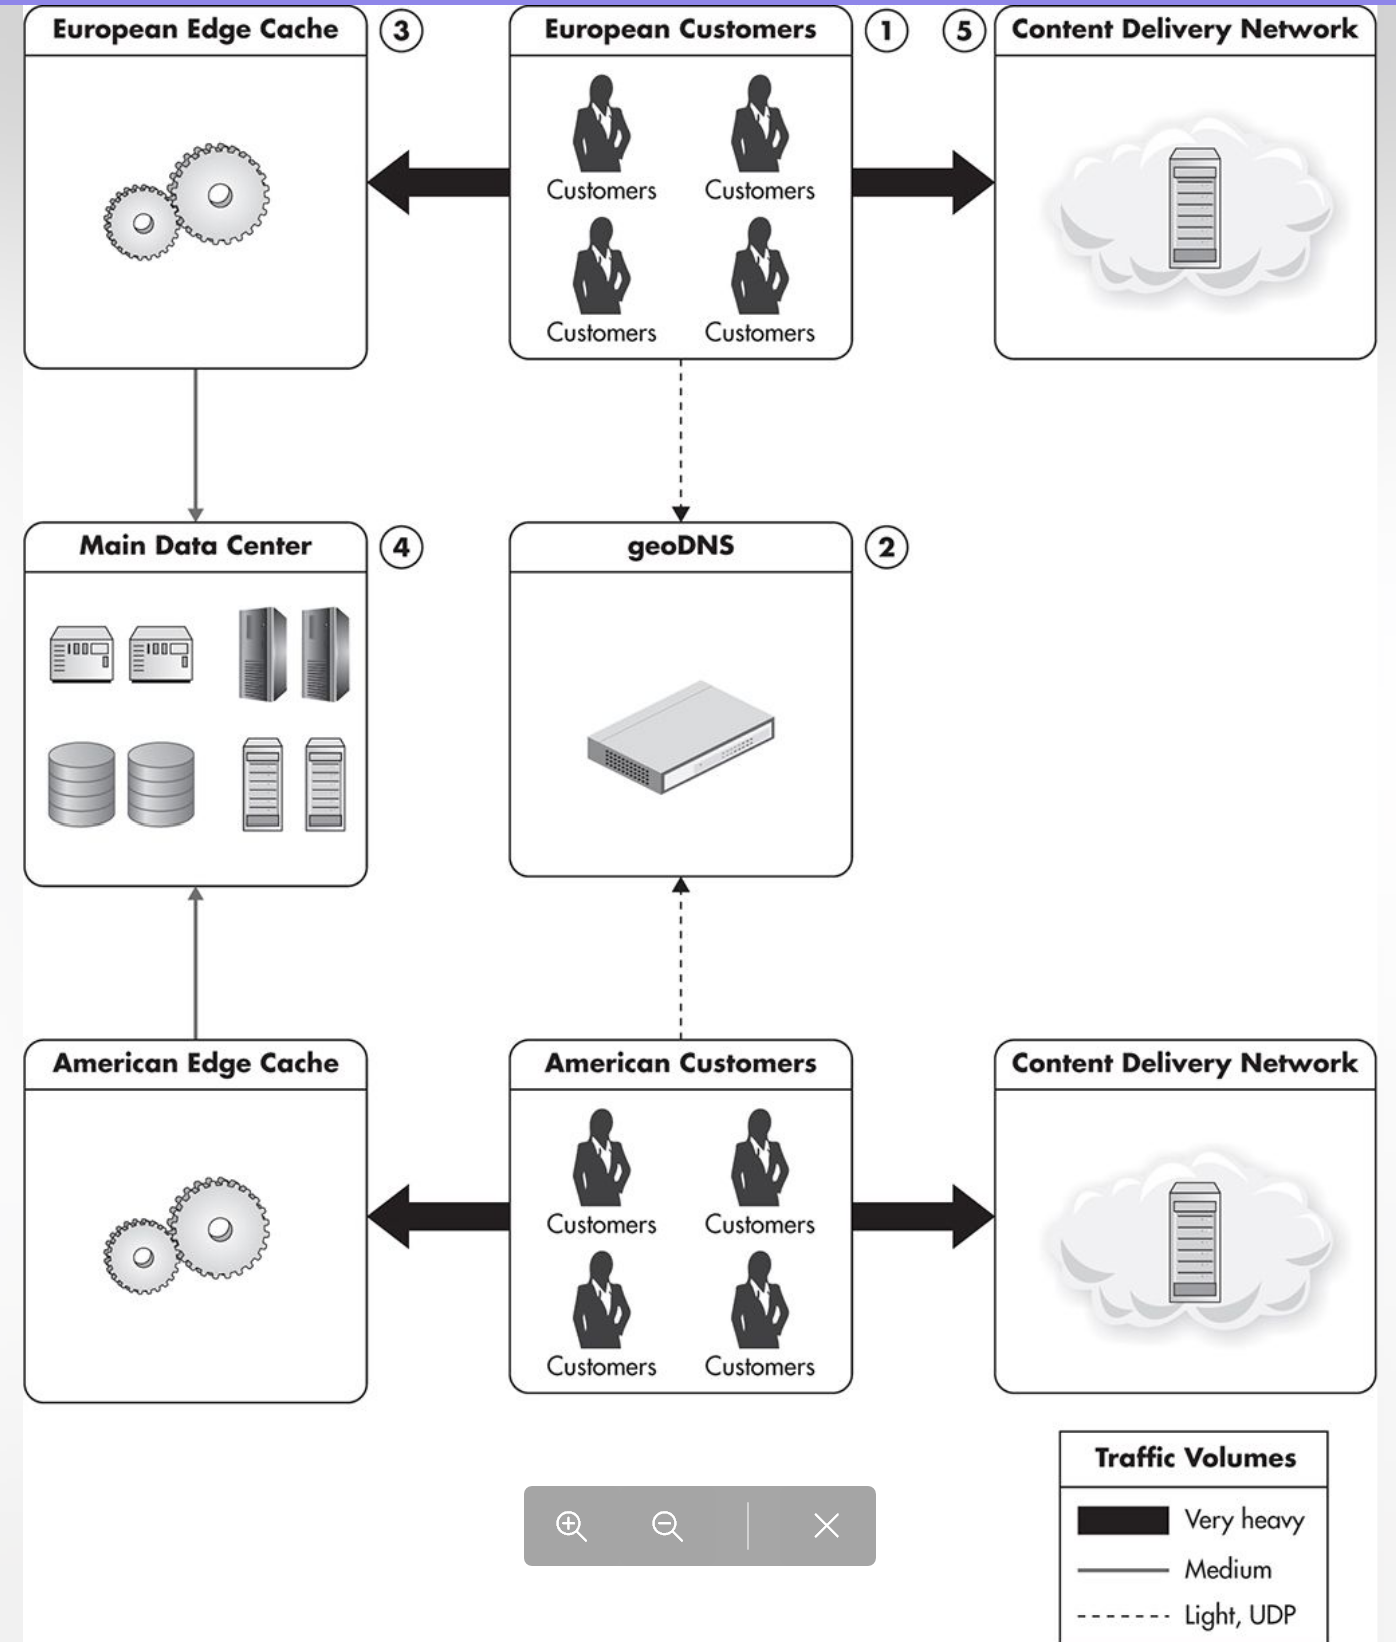 European Edge Cache
3
European Customers
1
5
Content Delivery Network
Customers
Customers
Customers
Customers
Main Data Center
4
geoDNS
2
American Edge Cache
American Customers
Content Delivery Network
Customers
Customers
Customers
Customers
Traffic Volumes
Very heavy
Medium
Light, UDP